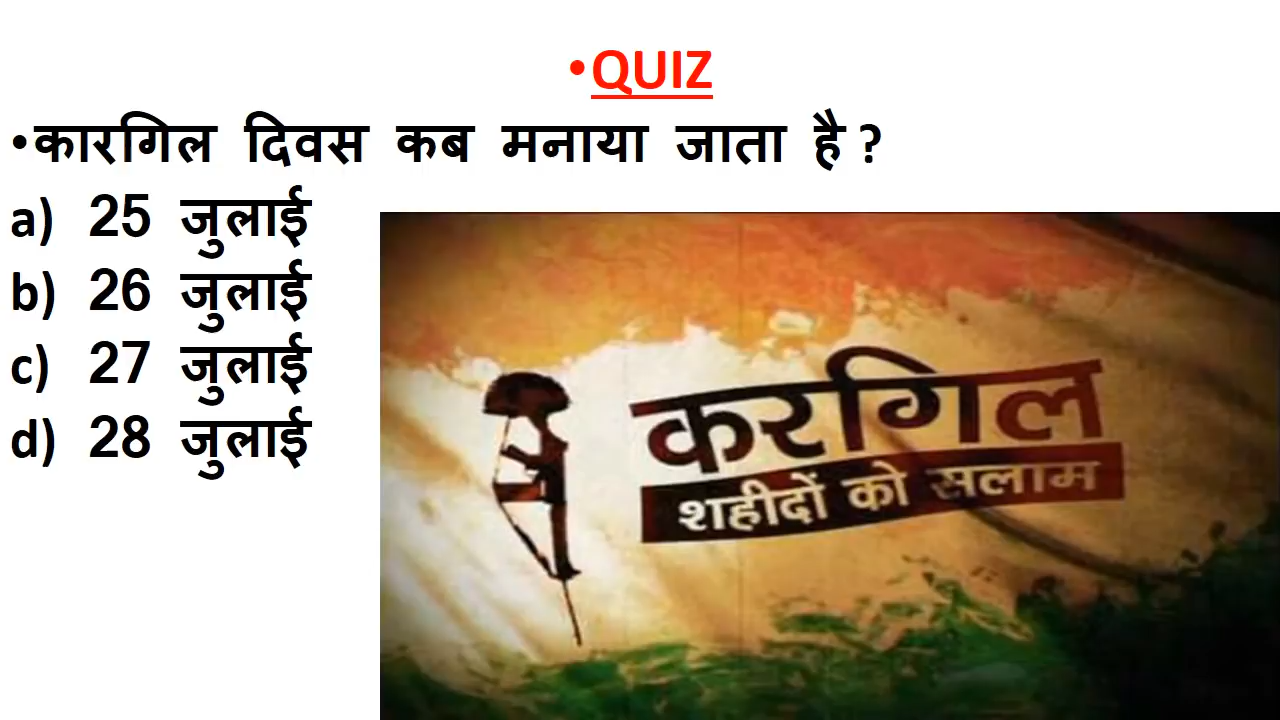 •QUIZ
•कारगिल दिवस कब मनाया जाता है ?
a) 25 जुलाई
b) 26 जुलाई
c) 27 जुलाई
d) 28 जुलाई
करगिल
शहीदों को सलाम